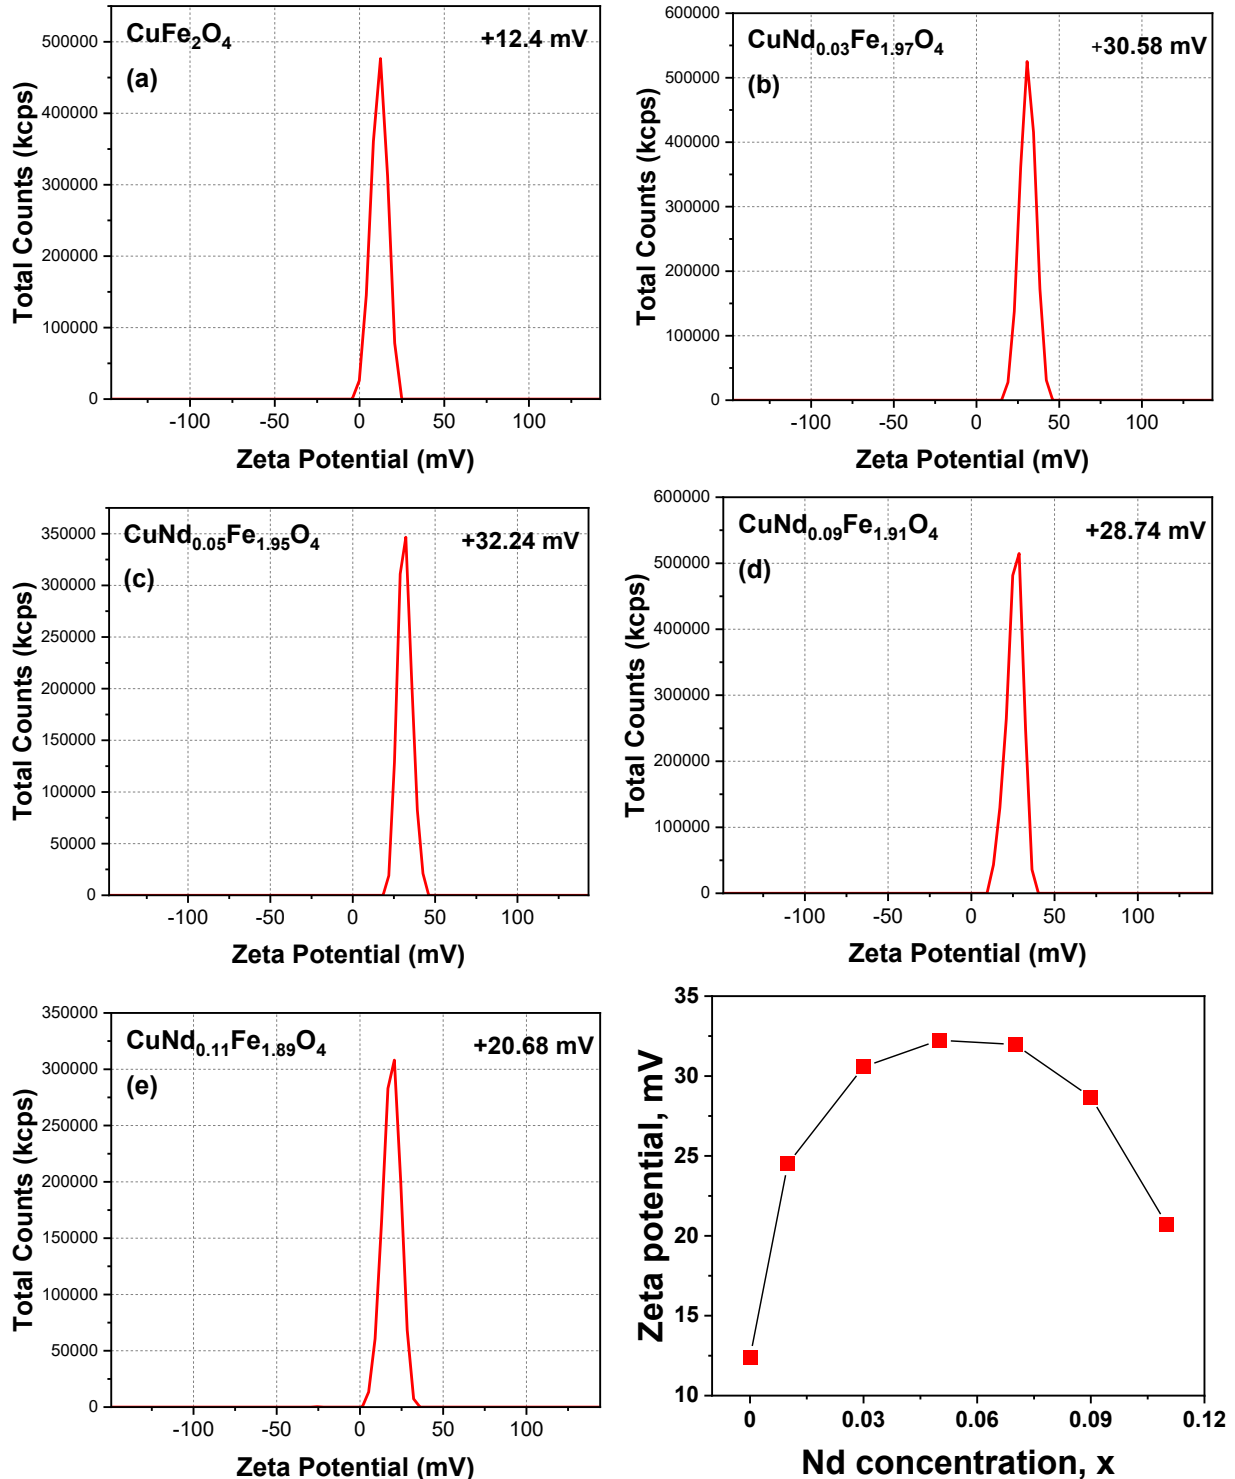 CuFe₂O₄
+12.4 mV
(a)
500000
400000
300000
200000
100000
0
Total Counts (kcps)
-100 -50 0 50 100
Zeta Potential (mV)
600000
CuNd₀.₀₃Fe₁.₉₇O₄
+30.58 mV
(b)
500000
400000
300000
200000
100000
0
Total Counts (kcps)
-100 -50 0 50 100
Zeta Potential (mV)
CuNd₀.₀₅Fe₁.₉₅O₄
+32.24 mV
(c)
350000
300000
250000
200000
150000
100000
50000
0
Total Counts (kcps)
-100 -50 0 50 100
Zeta Potential (mV)
600000
CuNd₀.₀₉Fe₁.₉₁O₄
+28.74 mV
(d)
500000
400000
300000
200000
100000
0
Total Counts (kcps)
-100 -50 0 50 100
Zeta Potential (mV)
350000
CuNd₀.₁₁Fe₁.₈₉O₄
+20.68 mV
(e)
300000
250000
200000
150000
100000
50000
0
Total Counts (kcps)
-100 -50 0 50 100
Zeta Potential (mV)
35
30
25
20
15
10
Zeta potential, mV
0 0.03 0.06 0.09 0.12
Nd concentration, x